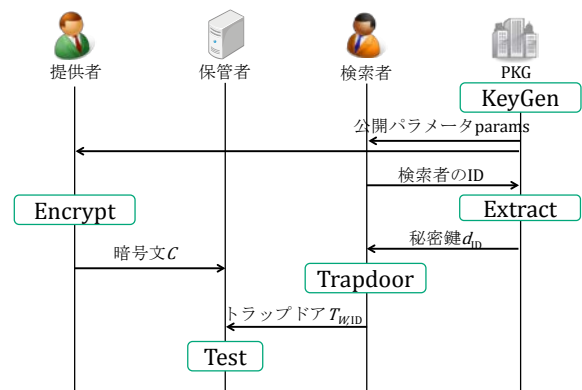 提供者 保管者 検索者 PKG
KeyGen
公開パラメータparams
検索者のID
Encrypt Extract
秘密鍵d_ID
暗号文C
Trapdoor
トラップドアT_W,ID
Test